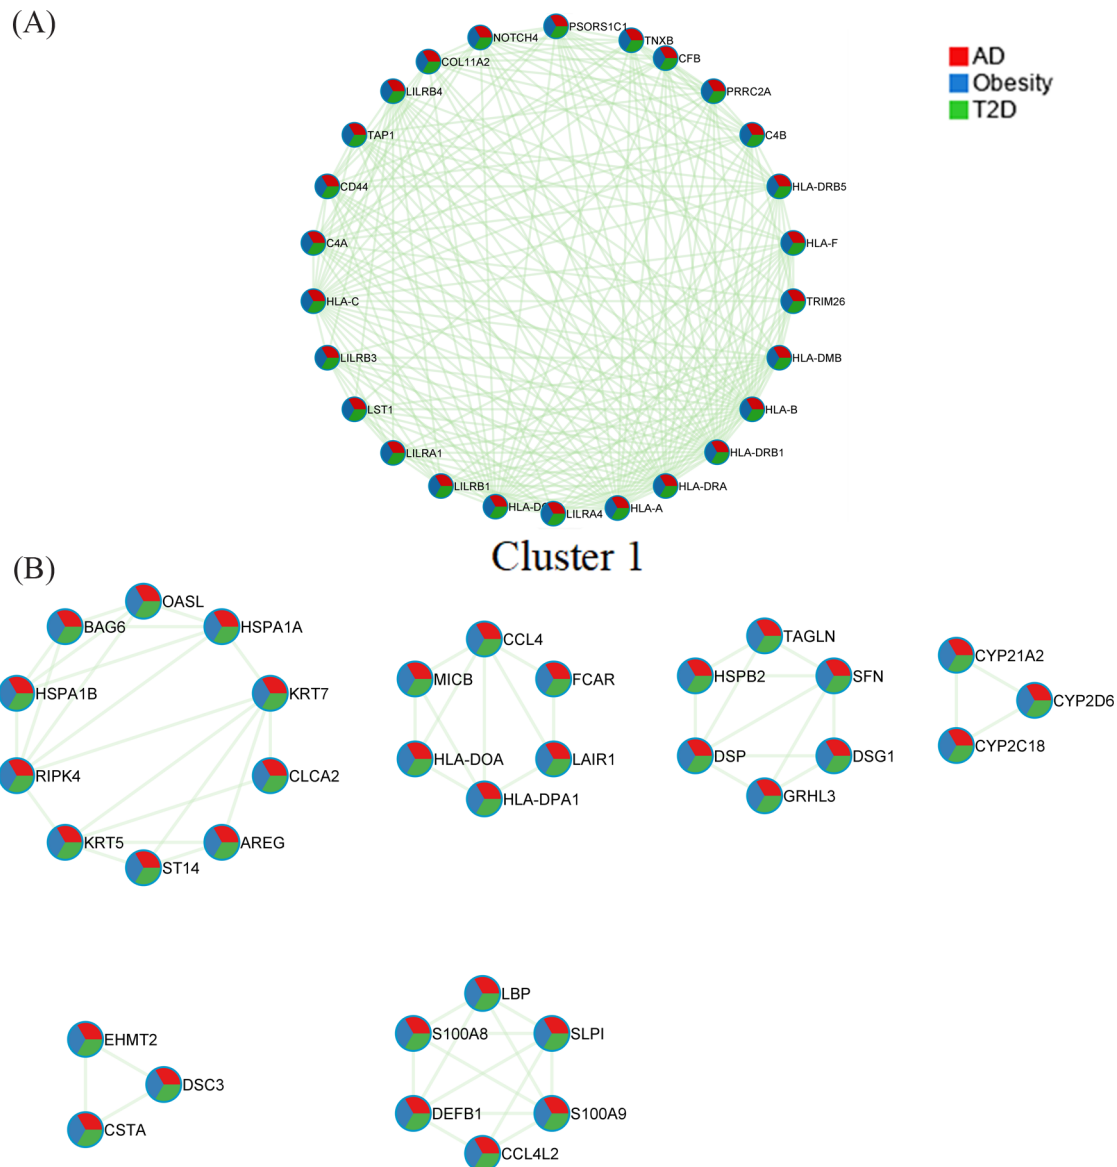 (A)
AD
Obesity
T2D
PSORS1C1
NOTCH4
TNXB
COL11A2
CFB
LILRB4
PRRC2A
TAP1
C4B
CD44
HLA-DRB5
C4A
HLA-F
HLA-C
TRIM26
LILRB3
HLA-DMB
LST1
HLA-B
LILRA1
HLA-DRB1
LILRB1
HLA-DRA
LILRA4
HLA-A
Cluster 1
(B)
OASL
BAG6
HSPA1A
HSPA1B
KRT7
RIPK4
CLCA2
KRT5
AREG
ST14
CCL4
MICB
FCAR
HLA-DOA
LAIR1
HLA-DPA1
TAGLN
HSPB2
SFN
DSP
DSG1
GRHL3
CYP21A2
CYP2D6
CYP2C18
EHMT2
DSC3
CSTA
LBP
S100A8
SLPI
DEFB1
S100A9
CCL4L2